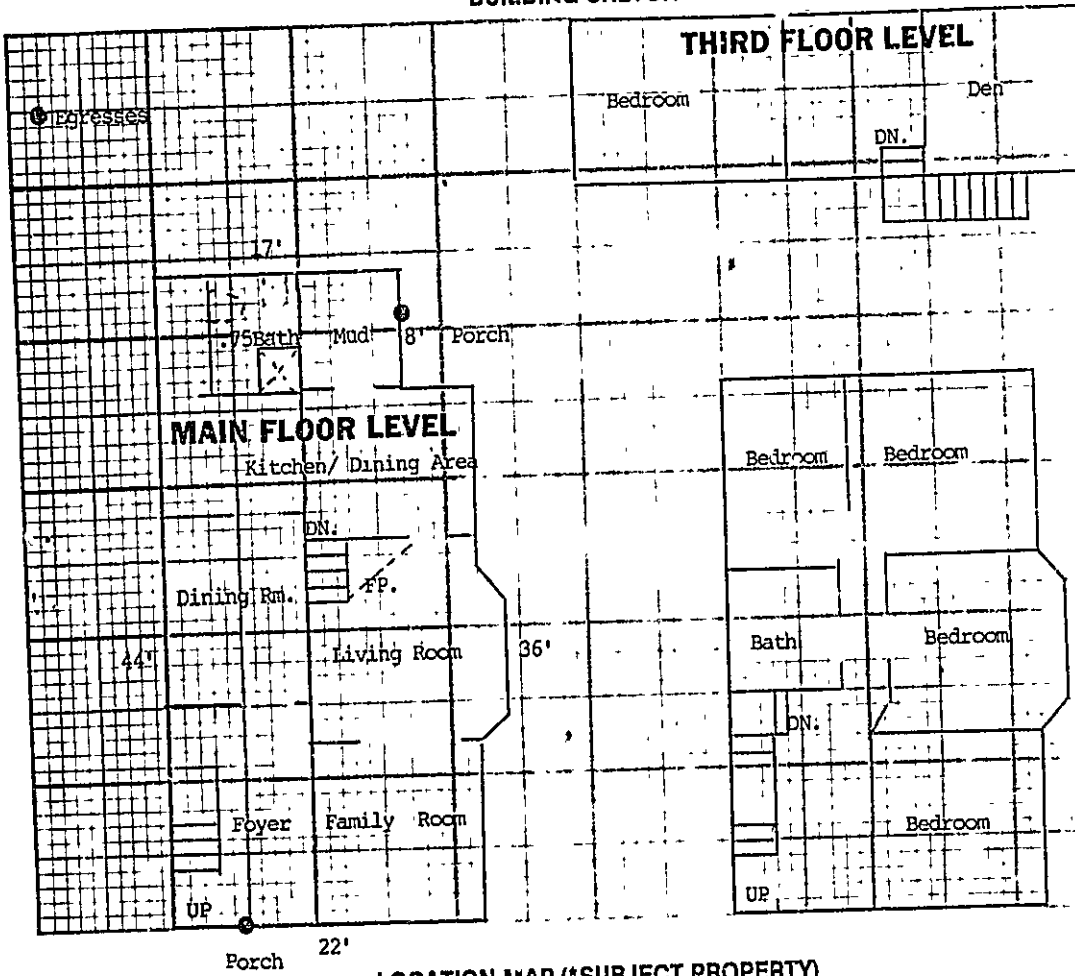 THIRD FLOOR LEVEL
Bedroom
Den
Egresses
DN.
17'
.75Bath Mud 8' Porch
MAIN FLOOR LEVEL
Kitchen/ Dining Area
Bedroom Bedroom
DN.
Dining Rm. FP.
44' Living Room 36'
Bath Bedroom
DN.
Foyer Family Room
Bedroom
UP
UP
22'
Porch
LOCATION MAP (*SUBJECT PROPERTY)